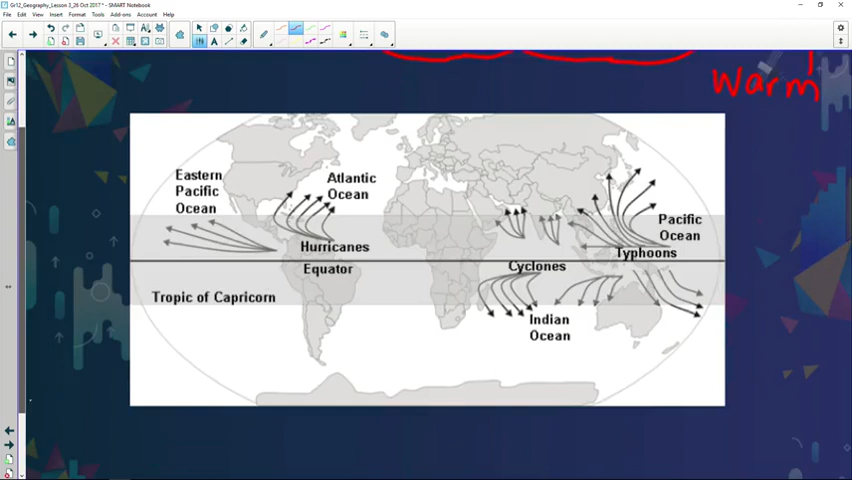 Gr12_Geography_Lesson 3_26 Oct 2017 * - SMART Notebook
File Edit View Insert Format Tools Add-ons Account Help
Warm
Eastern
Pacific
Ocean
Atlantic
Ocean
Pacific
Ocean
Hurricanes
Typhoons
Equator
Cyclones
Tropic of Capricorn
Indian
Ocean